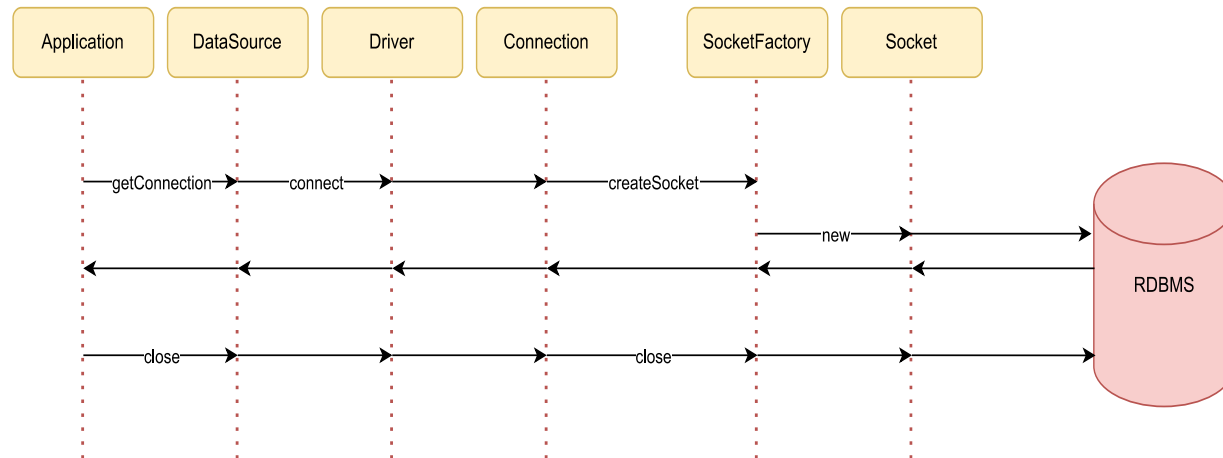 Application
DataSource
Driver
Connection
SocketFactory
Socket
getConnection
connect
createSocket
new
RDBMS
close
close